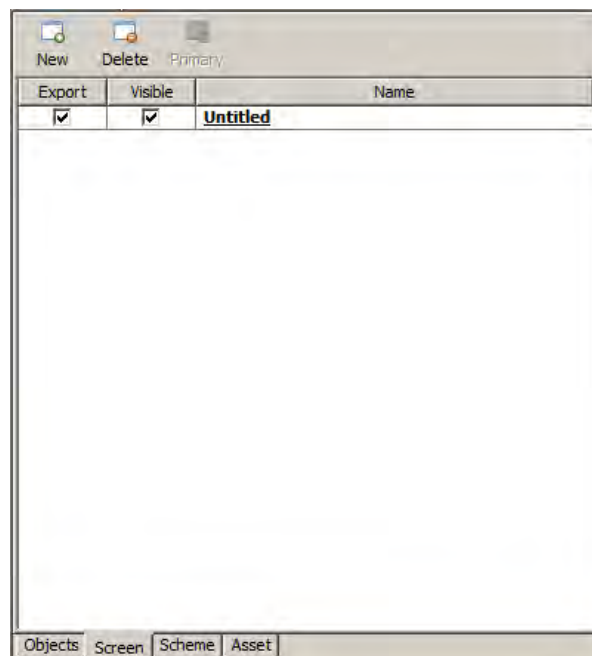 New Delete Primary
Export Visible Name
Untitled
Objects Screen Scheme Asset